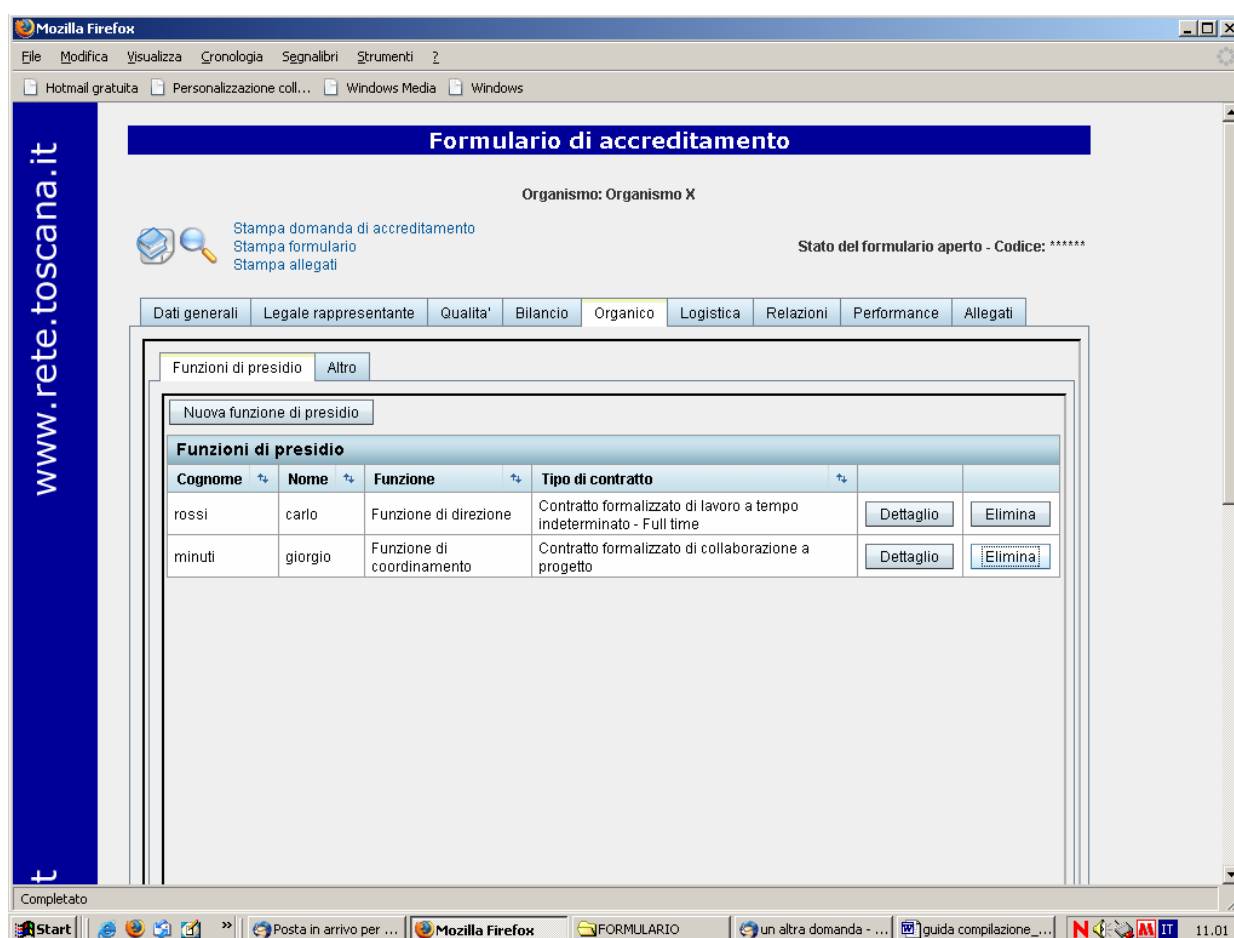 Mozilla Firefox
File Modifica Visualizza Cronologia Segnalibri Strumenti ?
Hotmail gratuita Personalizzazione coll... Windows Media Windows
www.rete.toscana.it
Formulario di accreditamento
Organismo: Organismo X
Stampa domanda di accreditamento
Stampa formulario
Stampa allegati
Stato del formulario aperto - Codice: ******
Dati generali Legale rappresentante Qualita' Bilancio Organico Logistica Relazioni Performance Allegati
Funzioni di presidio Altro
Nuova funzione di presidio
Funzioni di presidio
Cognome Nome Funzione Tipo di contratto
rossi carlo Funzione di direzione Contratto formalizzato di lavoro a tempo
indeterminato - Full time Dettaglio Elimina
minuti giorgio Funzione di
coordinamento Contratto formalizzato di collaborazione a
progetto Dettaglio Elimina
t
Completato
Start » Posta in arrivo per ... Mozilla Firefox FORMULARIO un altra domanda - ... guida compilazione_... N M IT 11.01